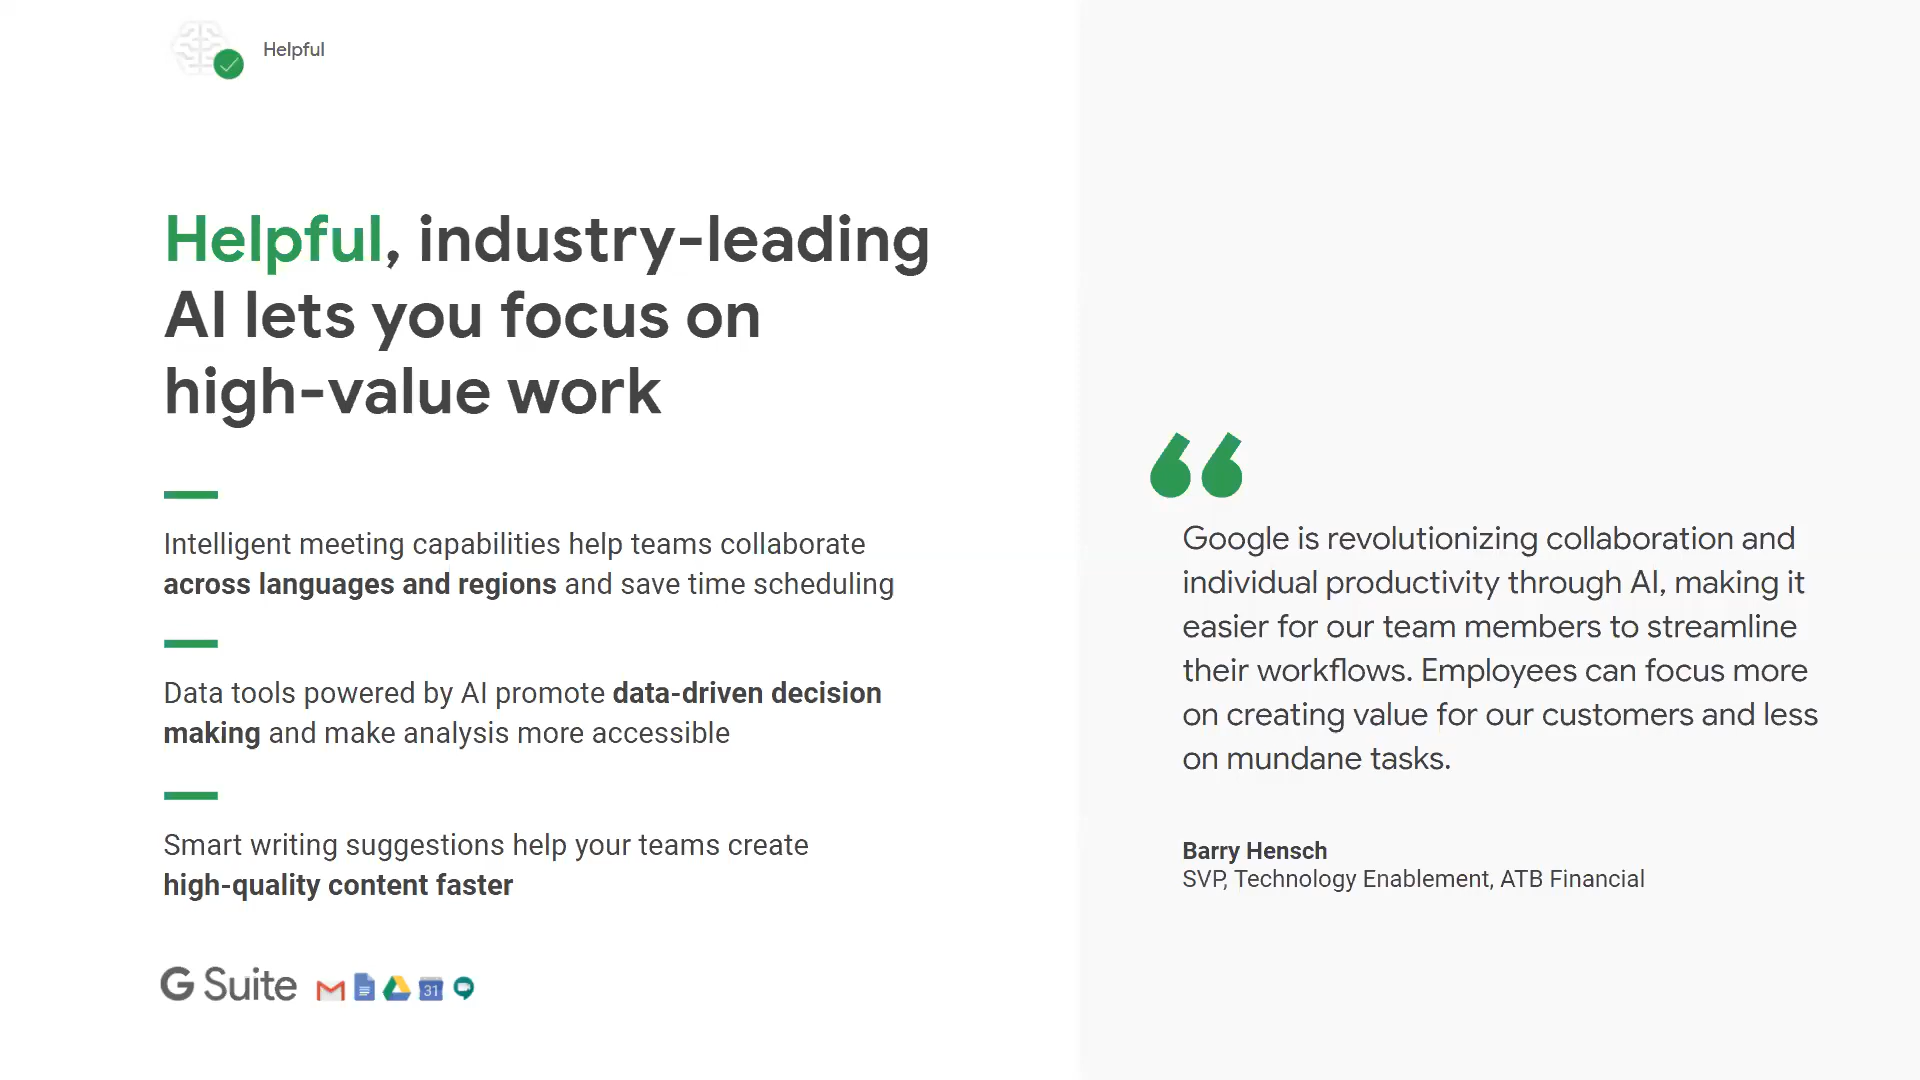 Helpful
Helpful, industry-leading
AI lets you focus on
high-value work
Intelligent meeting capabilities help teams collaborate
across languages and regions and save time scheduling
Data tools powered by AI promote data-driven decision
making and make analysis more accessible
Smart writing suggestions help your teams create
high-quality content faster
G Suite
31
“
Google is revolutionizing collaboration and
individual productivity through AI, making it
easier for our team members to streamline
their workflows. Employees can focus more
on creating value for our customers and less
on mundane tasks.
Barry Hensch
SVP, Technology Enablement, ATB Financial